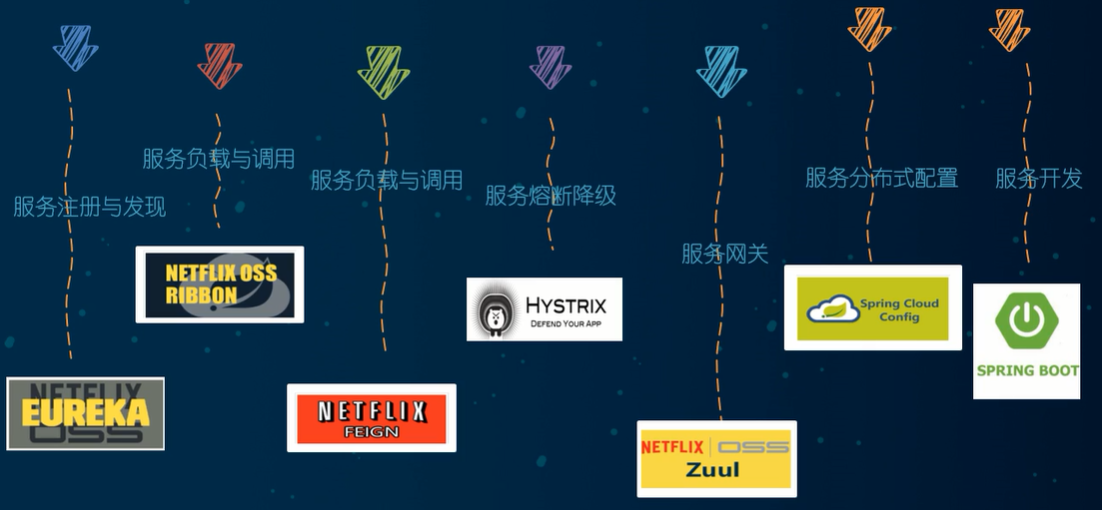 服务注册与发现
NETFLIX
EUREKA
OSS
服务负载与调用
NETFLIX OSS
RIBBON
服务负载与调用
NETFLIX
FEIGN
服务熔断降级
HYSTRIX
DEFEND YOUR APP
服务网关
NETFLIX | OSS
Zuul
服务分布式配置
Spring Cloud
Config
服务开发
SPRING BOOT